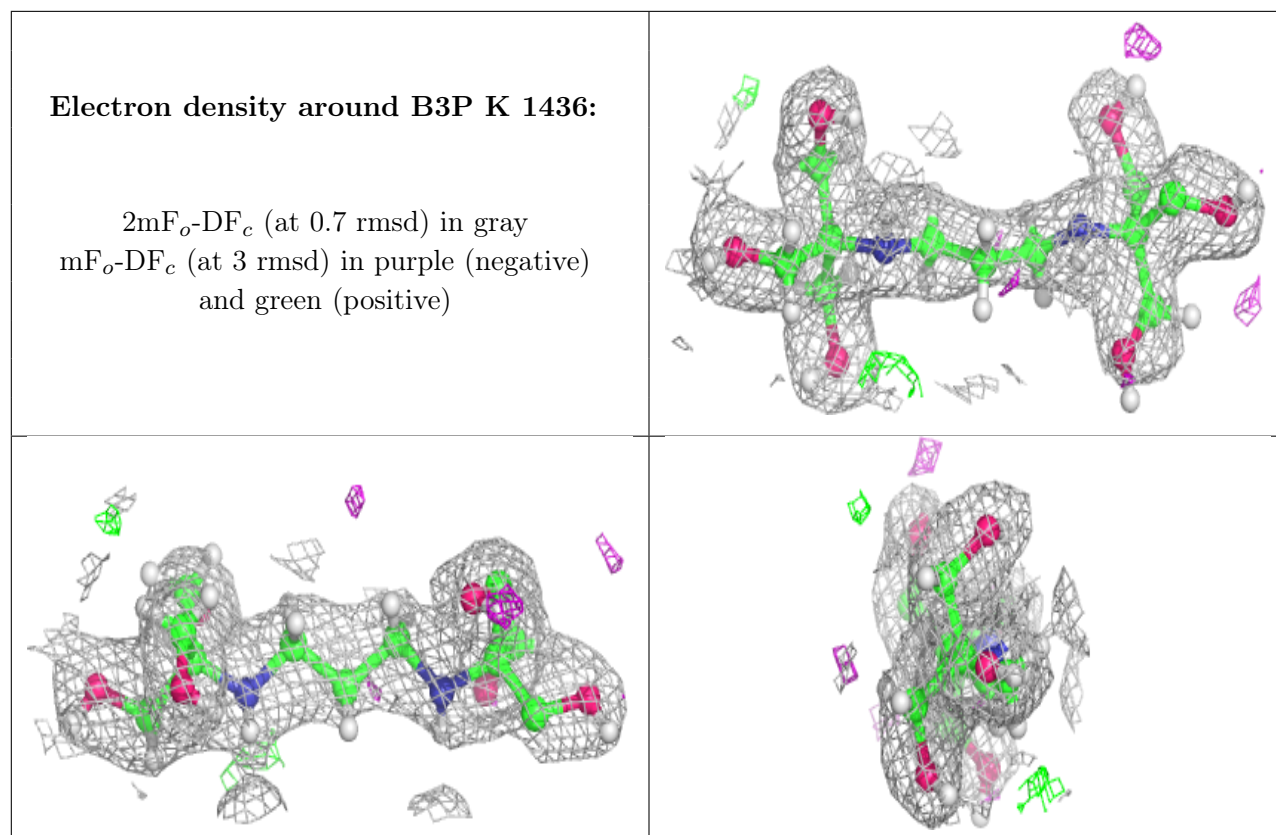 Electron density around B3P K 1436:
2mFo-DFc (at 0.7 rmsd) in gray
mFo-DFc (at 3 rmsd) in purple (negative)
and green (positive)